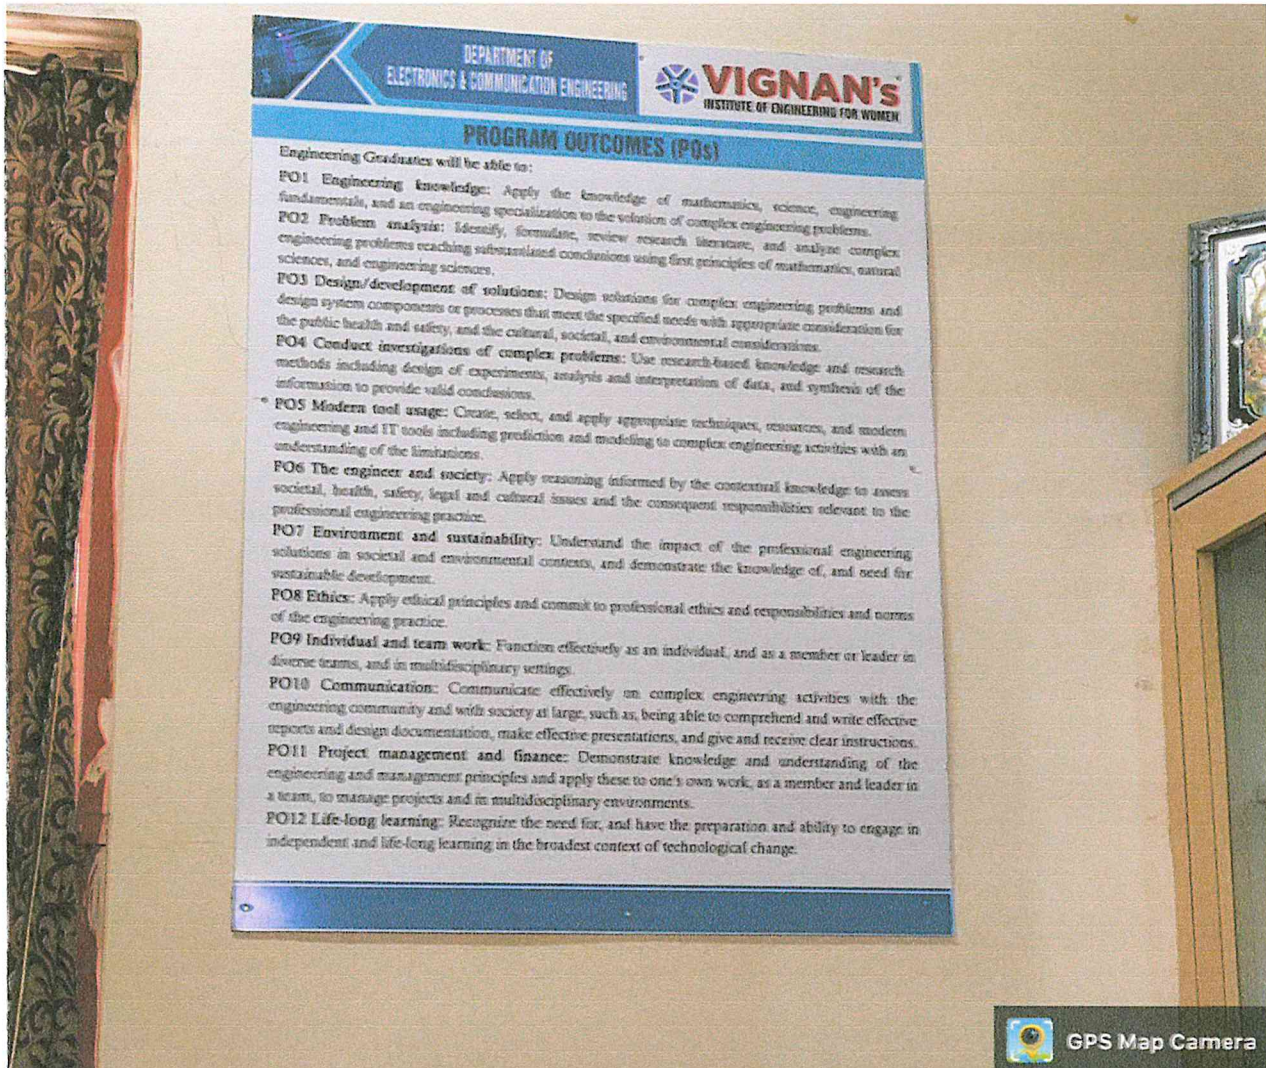 DEPARTMENT OF
ELECTRONICS & COMMUNICATION ENGINEERING
VIGNAN's
INSTITUTE OF ENGINEERING FOR WOMEN
PROGRAM OUTCOMES (POs)
Engineering Graduates will be able to:
PO1 Engineering knowledge: Apply the knowledge of mathematics, science, engineering
fundamentals, and an engineering specialization to the solution of complex engineering problems.
PO2 Problem analysis: Identify, formulate, review research literature, and analyze complex
engineering problems reaching substantiated conclusions using first principles of mathematics, natural
sciences, and engineering sciences.
PO3 Design/development of solutions: Design solutions for complex engineering problems and
design system components or processes that meet the specified needs with appropriate consideration for
the public health and safety, and the cultural, societal, and environmental considerations.
PO4 Conduct investigations of complex problems: Use research-based knowledge and research
methods including design of experiments, analysis and interpretation of data, and synthesis of the
information to provide valid conclusions.
PO5 Modern tool usage: Create, select, and apply appropriate techniques, resources, and modern
engineering and IT tools including prediction and modeling to complex engineering activities with an
understanding of the limitations.
PO6 The engineer and society: Apply reasoning informed by the contextual knowledge to assess
societal, health, safety, legal and cultural issues and the consequent responsibilities relevant to the
professional engineering practice.
PO7 Environment and sustainability: Understand the impact of the professional engineering
solutions in societal and environmental contexts, and demonstrate the knowledge of, and need for
sustainable development.
PO8 Ethics: Apply ethical principles and commit to professional ethics and responsibilities and norms
of the engineering practice.
PO9 Individual and team work: Function effectively as an individual, and as a member or leader in
diverse teams, and in multidisciplinary settings.
PO10 Communication: Communicate effectively on complex engineering activities with the
engineering community and with society at large, such as, being able to comprehend and write effective
reports and design documentation, make effective presentations, and give and receive clear instructions.
PO11 Project management and finance: Demonstrate knowledge and understanding of the
engineering and management principles and apply these to one's own work, as a member and leader in
a team, to manage projects and in multidisciplinary environments.
PO12 Life-long learning: Recognize the need for, and have the preparation and ability to engage in
independent and life-long learning in the broadest context of technological change.
GPS Map Camera